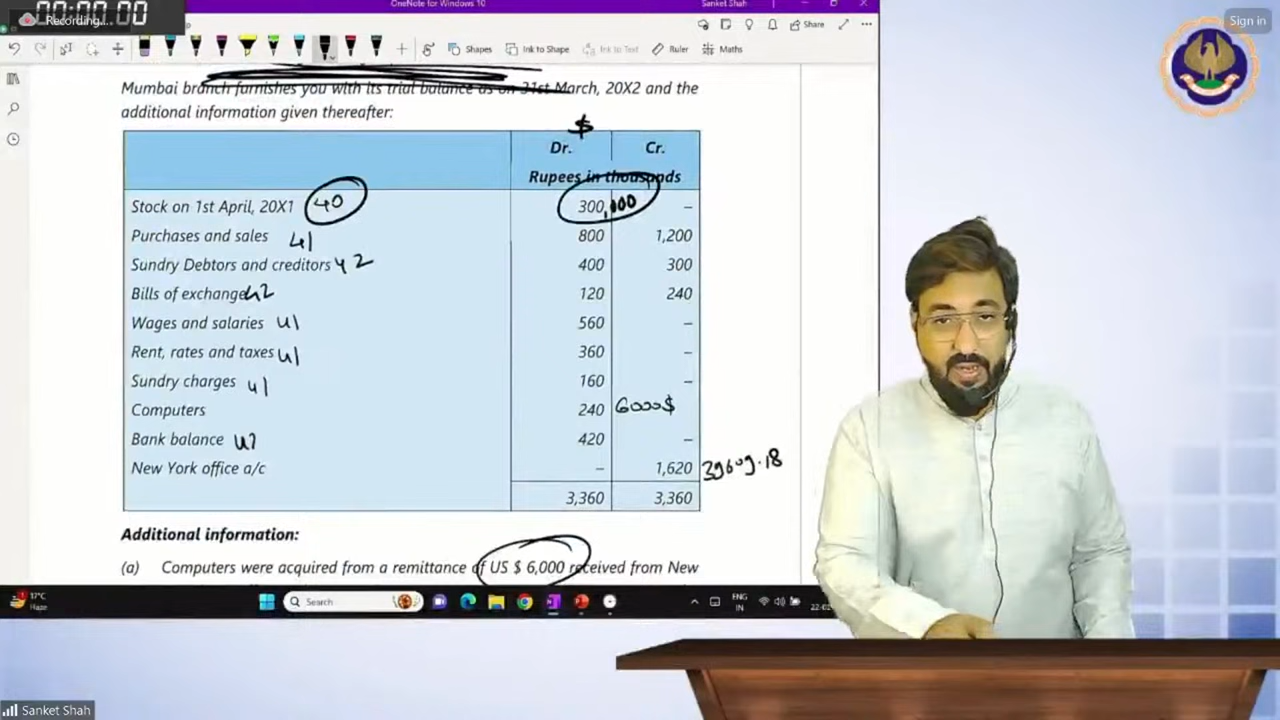 00:00:00
Recording...
OneNote for Windows 10
Sanket Shah
Sign in
Shapes Ink to Shape Ink to Text Ruler Maths
Share
Mumbai branch furnishes you with its trial balance as on 31st March, 20X2 and the
additional information given thereafter:
$
Dr. Cr.
Rupees in thousands
Stock on 1st April, 20X1 40 300,000 –
Purchases and sales 41 800 1,200
Sundry Debtors and creditors 42 400 300
Bills of exchange 42 120 240
Wages and salaries 41 560 –
Rent, rates and taxes 41 360 –
Sundry charges 41 160 –
Computers 240 6000$
Bank balance 42 420 –
New York office a/c – 1,620 39609.18
3,360 3,360
Additional information:
(a) Computers were acquired from a remittance of US $ 6,000 received from New
17°C
Haze
Search
ENG
IN
Sanket Shah